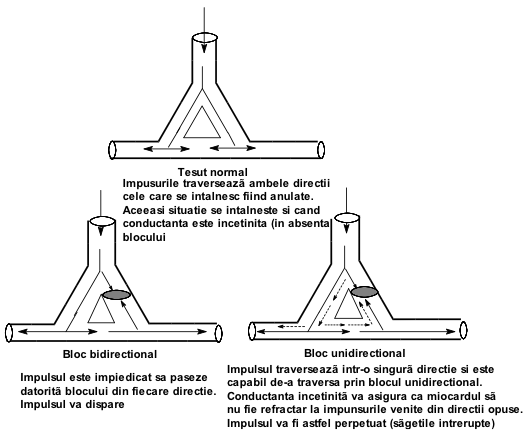 Tesut normal
Impusurile traversează ambele directii
cele care se intalnesc fiind anulate.
Aceeasi situatie se intalneste si cand
conductanta este incetinita (in absenta
blocului
Bloc bidirectional
Impulsul este impiedicat sa paseze
datorită blocului din fiecare directie.
Impulsul va dispare
Bloc unidirectional
Impulsul traversează intr-o singură directie si este
capabil de-a traversa prin blocul unidirectional.
Conductanta incetinită va asigura ca miocardul să
nu fie refractar la impunsurile venite din directii opuse.
Impulsul va fi astfel perpetuat (săgetile intrerupte)